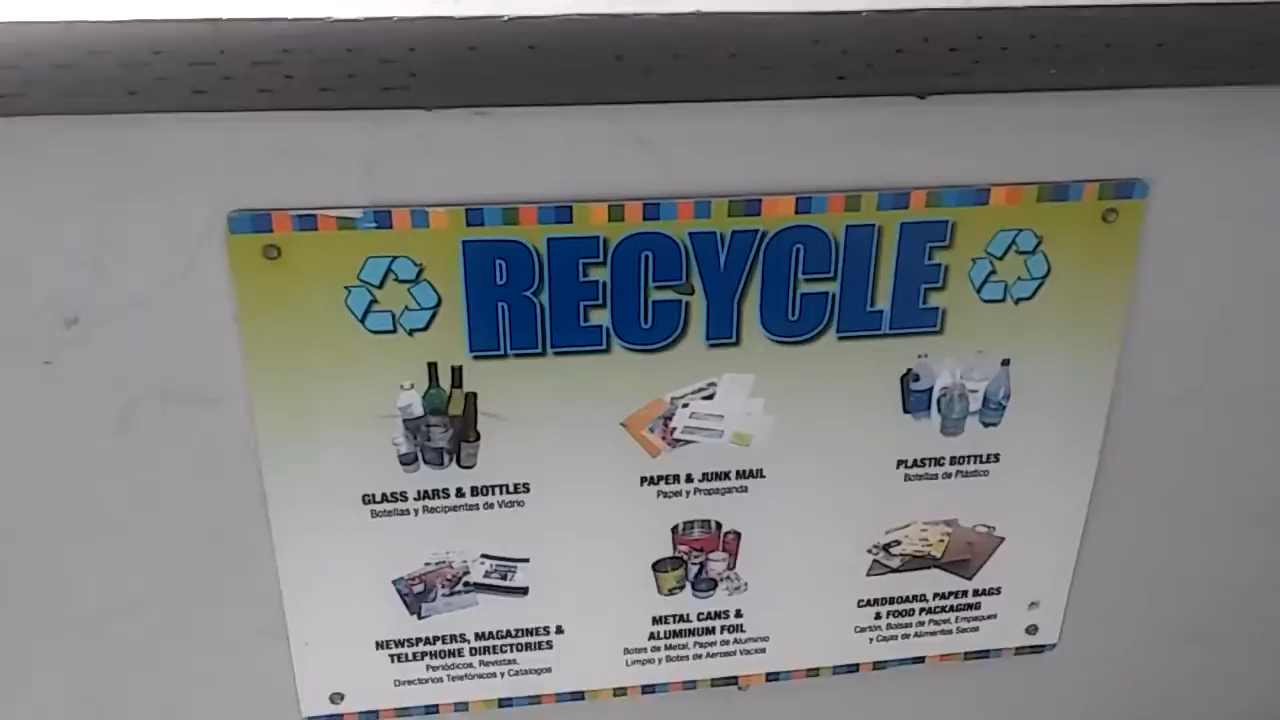 RECYCLE
GLASS JARS & BOTTLES
Botellas y Recipientes de Vidrio
PAPER & JUNK MAIL
Papel y Propaganda
PLASTIC BOTTLES
Botellas de Plástico
NEWSPAPERS, MAGAZINES &
TELEPHONE DIRECTORIES
Periódicos, Revistas,
Directorios Telefónicos y Catalogos
METAL CANS &
ALUMINUM FOIL
Botes de Metal, Papel de Aluminio
Limpio y Botes de Aerosol Vacios
CARDBOARD, PAPER BAGS
& FOOD PACKAGING
Cartón, Bolsas de Papel, Empaques
y Cajas de Alimentos Secos